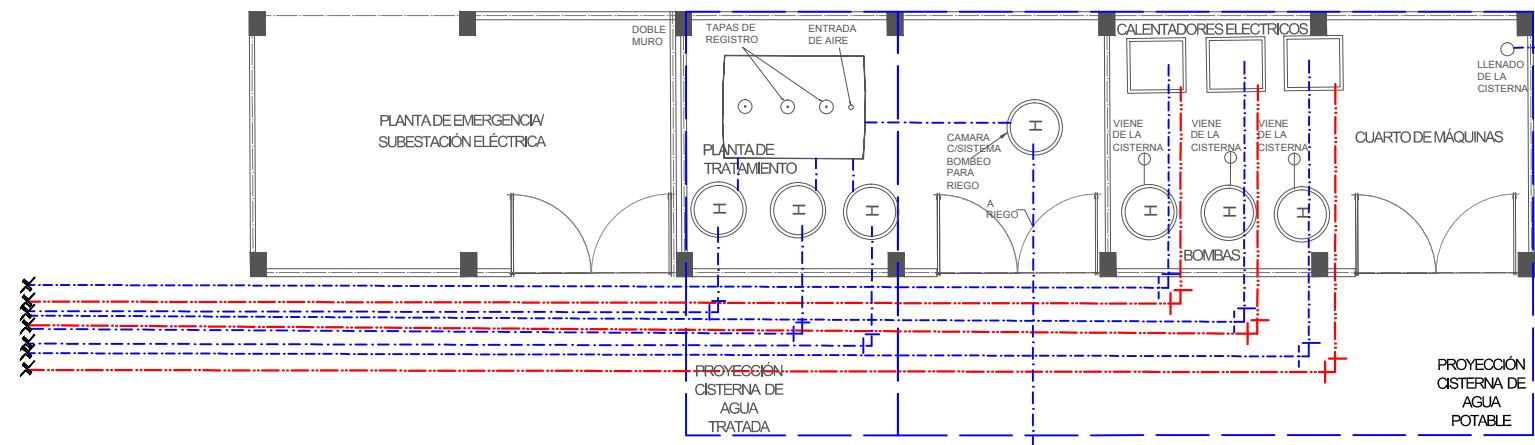 DOBLE
MURO
TAPAS DE
REGISTRO
ENTRADA
DE AIRE
CALENTADORES ELECTRICOS
LLENADO
DE LA
CISTERNA
PLANTA DE EMERGENCIA/
SUBESTACIÓN ELÉCTRICA
PLANTA DE
TRATAMIENTO
CAMARA
C/SISTEMA
BOMBEO
PARA
RIEGO
H
VIENE
DE LA
CISTERNA
VIENE
DE LA
CISTERNA
VIENE
DE LA
CISTERNA
CUARTO DE MÁQUINAS
H
H
H
A
RIEGO
H
H
H
BOMBAS
PROYECCIÓN
CISTERNA DE
AGUA
TRATADA
PROYECCIÓN
CISTERNA DE
AGUA
POTABLE